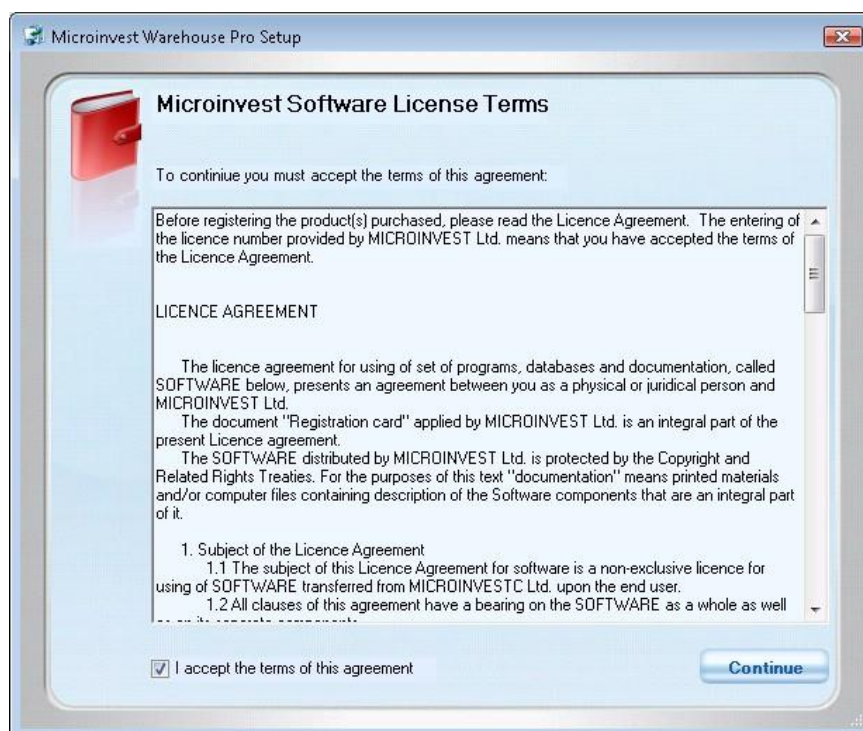 Microinvest Warehouse Pro Setup
Microinvest Software License Terms
To continiue you must accept the terms of this agreement:
Before registering the product(s) purchased, please read the Licence Agreement. The entering of
the licence number provided by MICROINVEST Ltd. means that you have accepted the terms of
the Licence Agreement.
LICENCE AGREEMENT
The licence agreement for using of set of programs, databases and documentation, called
SOFTWARE below, presents an agreement between you as a physical or juridical person and
MICROINVEST Ltd.
The document "Registration card" applied by MICROINVEST Ltd. is an integral part of the
present Licence agreement.
The SOFTWARE distributed by MICROINVEST Ltd. is protected by the Copyright and
Related Rights Treaties. For the purposes of this text "documentation" means printed materials
and/or computer files containing description of the Software components that are an integral part
of it.
1. Subject of the Licence Agreement
1.1 The subject of this Licence Agreement for software is a non-exclusive licence for
using of SOFTWARE transferred from MICROINVESTC Ltd. upon the end user.
1.2 All clauses of this agreement have a bearing on the SOFTWARE as a whole as well
I accept the terms of this agreement
Continue